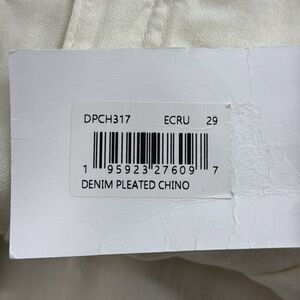 DPCH317 ECRU 29
1 95923 27609 7
DENIM PLEATED CHINO